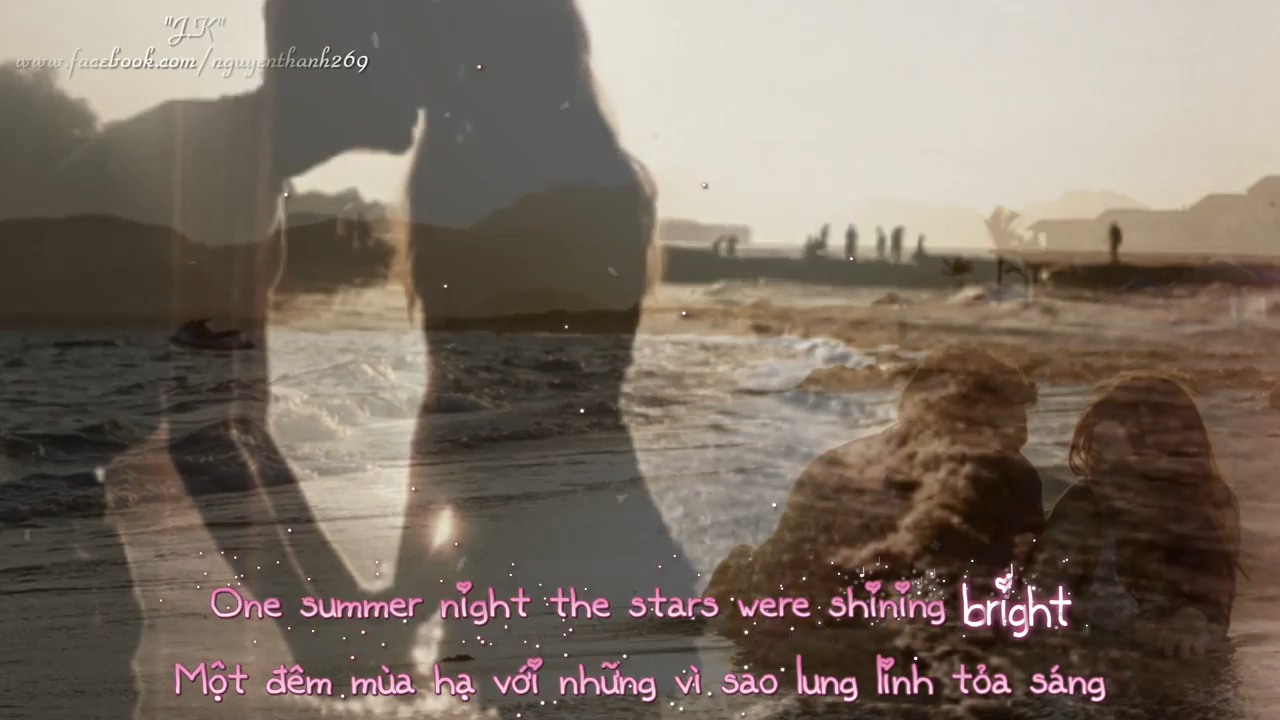 "J.K"
www.facebook.com/nguyenthanh269
One summer night the stars were shining bright
Một đêm mùa hạ với những vì sao lung linh tỏa sáng